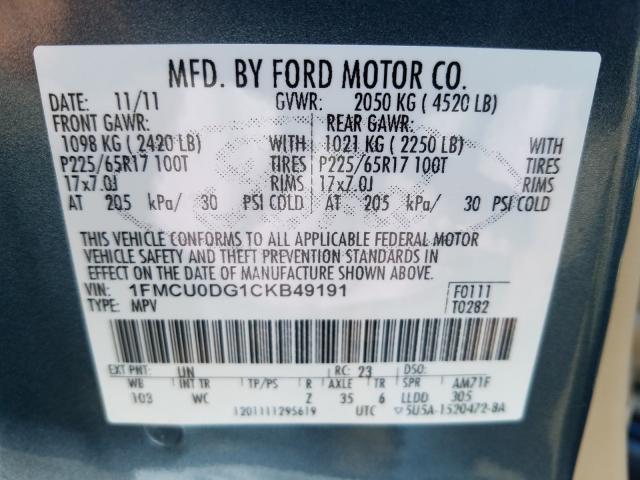 MFD. BY FORD MOTOR CO.
DATE: 11/11 GVWR: 2050 KG ( 4520 LB)
FRONT GAWR: REAR GAWR:
1098 KG ( 2420 LB) WITH 1021 KG ( 2250 LB) WITH
P225/65R17 100T TIRES P225/65R17 100T TIRES
17x7.0J RIMS 17x7.0J RIMS
AT 205 kPa/ 30 PSI COLD AT 205 kPa/ 30 PSI COLD
THIS VEHICLE CONFORMS TO ALL APPLICABLE FEDERAL MOTOR
VEHICLE SAFETY AND THEFT PREVENTION STANDARDS IN
EFFECT ON THE DATE OF MANUFACTURE SHOWN ABOVE.
VIN: 1FMCU0DG1CKB49191 F0111
TYPE: MPV T0282
EXT PNT: UN RC: 23 DSO:
WB INT TR TP/PS R AXLE TR SPR AM71F
103 WC Z 35 6 LLDD 305
1201111295619 UTC 5U5A-1520472-BA